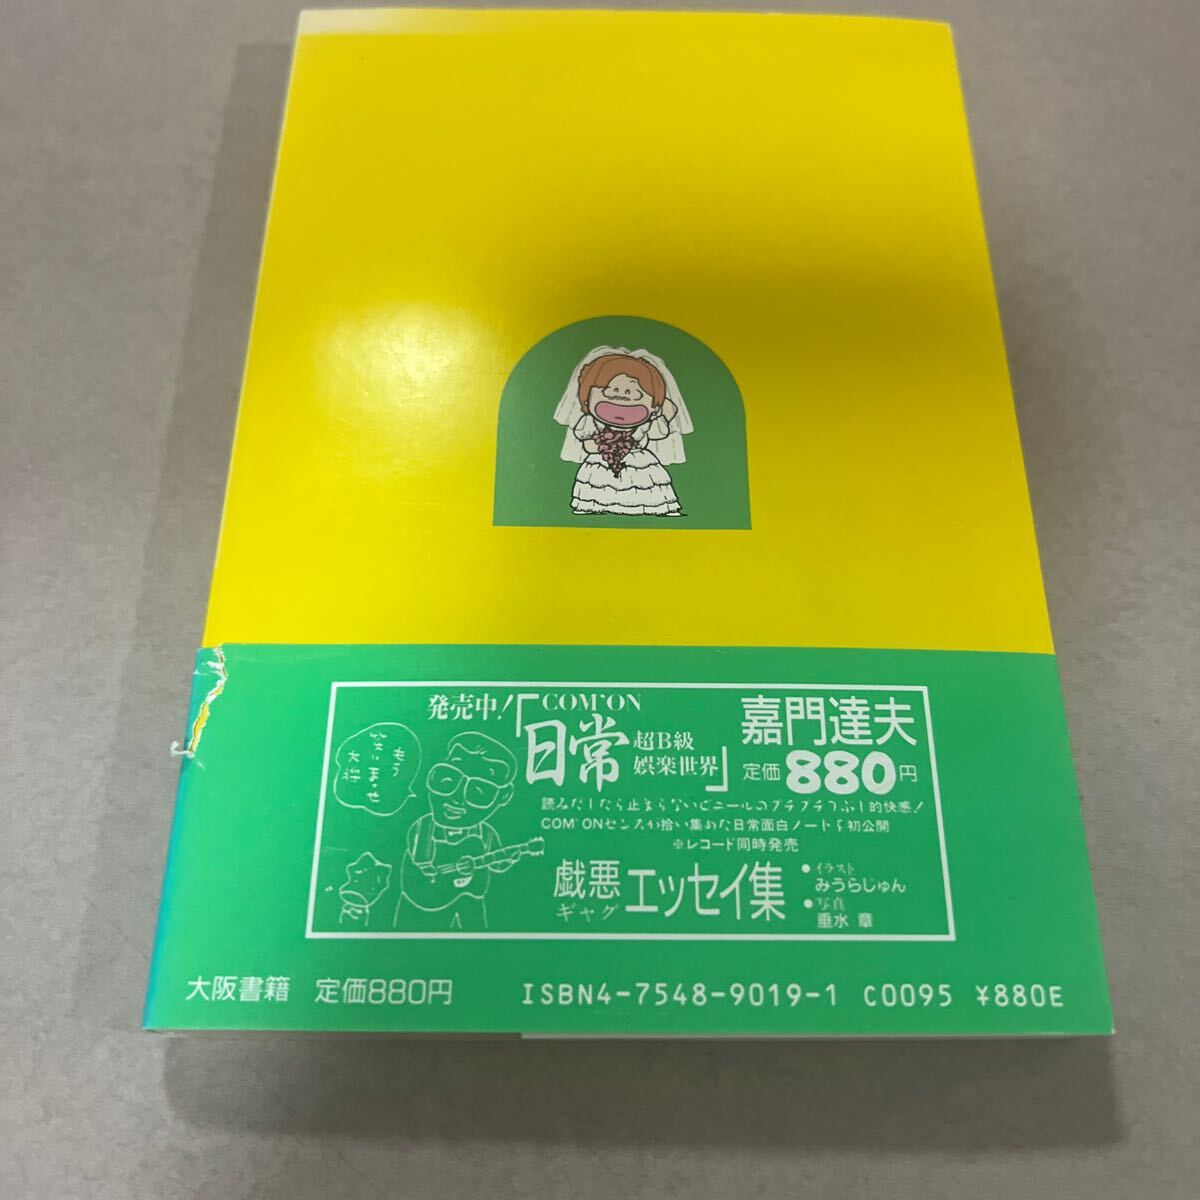 発売中!
「COM'ON
日常 超B級
娯楽世界」
嘉門達夫
定価880円
読みだしたら止まらないビニールのプチプチつぶし的快感!
COM'ONセンスが拾い集めた日常面白ノートを初公開
※レコード同時発売
戯悪
ギャグ
エッセイ集
●イラスト
みうらじゅん
●写真
垂水 章
もう
笑いまっせ
大将
大阪書籍 定価880円 ISBN4-7548-9019-1 C0095 ¥880E